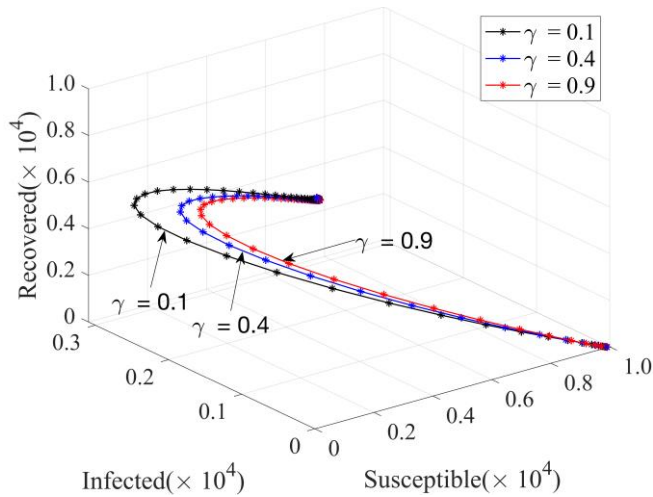 γ = 0.1
γ = 0.4
γ = 0.9
1.0
0.8
0.6
0.4
0.2
0
Recovered(× 10⁴)
γ = 0.9
γ = 0.1
γ = 0.4
0.3
0.2
0.1
0
Infected(× 10⁴)
0
0.2
0.4
0.6
0.8
1.0
Susceptible(× 10⁴)